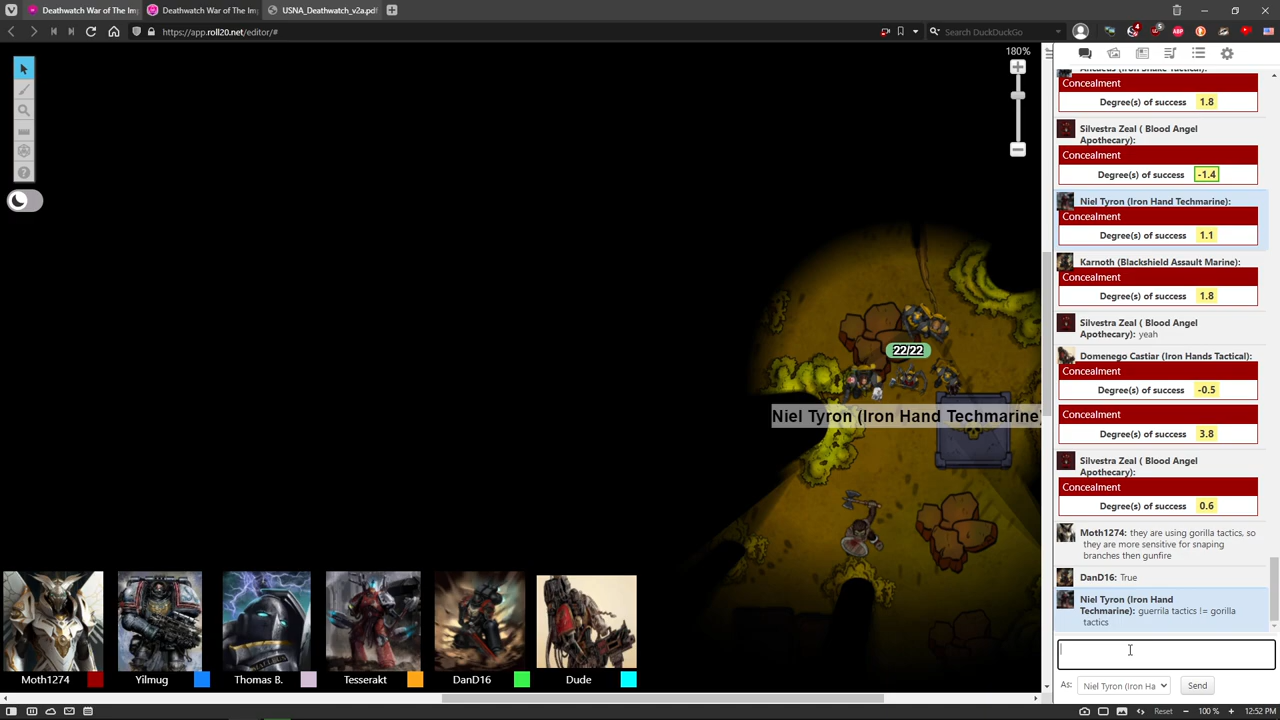 Deathwatch War of The Im
Deathwatch War of The Im
USNA_Deathwatch_v2a.pdf
https://app.roll20.net/editor/#
Search DuckDuckGo
180%
22/22
Niel Tyron (Iron Hand Techmarine)
Moth1274
Yilmug
Thomas B.
Tesserakt
DanD16
Dude
Concealment
Degree(s) of success 1.8
Silvestra Zeal ( Blood Angel
Apothecary):
Concealment
Degree(s) of success -1.4
Niel Tyron (Iron Hand Techmarine):
Concealment
Degree(s) of success 1.1
Karnoth (Blackshield Assault Marine):
Concealment
Degree(s) of success 1.8
Silvestra Zeal ( Blood Angel
Apothecary): yeah
Domenego Castiar (Iron Hands Tactical):
Concealment
Degree(s) of success -0.5
Concealment
Degree(s) of success 3.8
Silvestra Zeal ( Blood Angel
Apothecary):
Concealment
Degree(s) of success 0.6
Moth1274: they are using gorilla tactics, so
they are more sensitive for snaping
branches then gunfire
DanD16: True
Niel Tyron (Iron Hand
Techmarine): guerrila tactics != gorilla
tactics
As: Niel Tyron (Iron Ha Send
Reset 100 % 12:52 PM